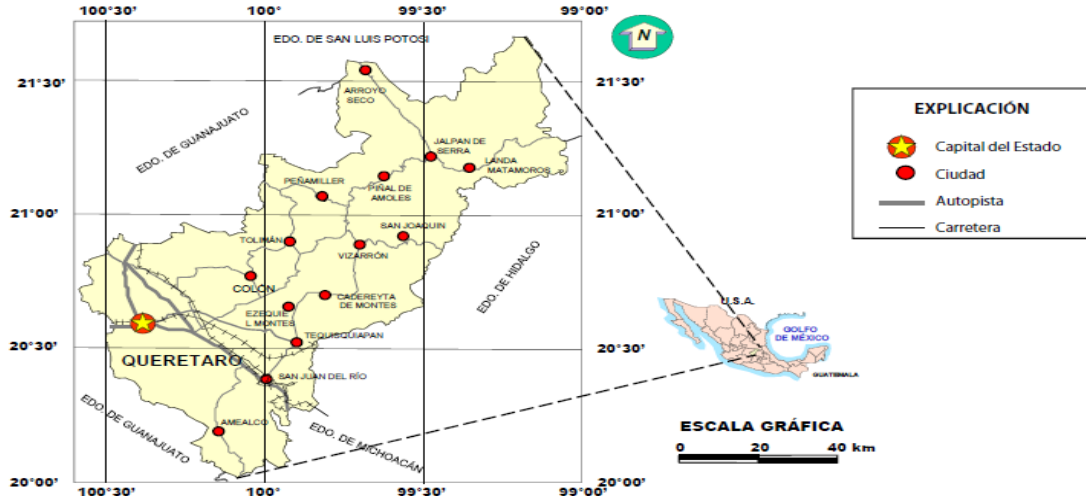 100°30'
100°
99°30'
99°00'
EDO. DE SAN LUIS POTOSI
N
21°30'
21°30'
ARROYO
SECO
EDO. DE GUANAJUATO
JALPAN DE
SERRA
LANDA
MATAMOROS
PEÑAMILLER
PIÑAL DE
AMOLES
21°00'
21°00'
SAN JOAQUIN
TOLIMÁN
VIZARRÓN
EDO. DE HIDALGO
COLÓN
CADEREYTA
DE MONTES
EZEQUIE
L MONTES
TEQUISQUIAPAN
20°30'
20°30'
QUERETARO
SAN JUAN DEL RÍO
AMEALCO
EDO. DE GUANAJUATO
EDO. DE MICHOACÁN
20°00'
20°00'
100°30'
100°
99°30'
99°00'
EXPLICACIÓN
Capital del Estado
Ciudad
Autopista
Carretera
U.S.A.
GOLFO
DE MÉXICO
GUATEMALA
ESCALA GRÁFICA
0 20 40 km